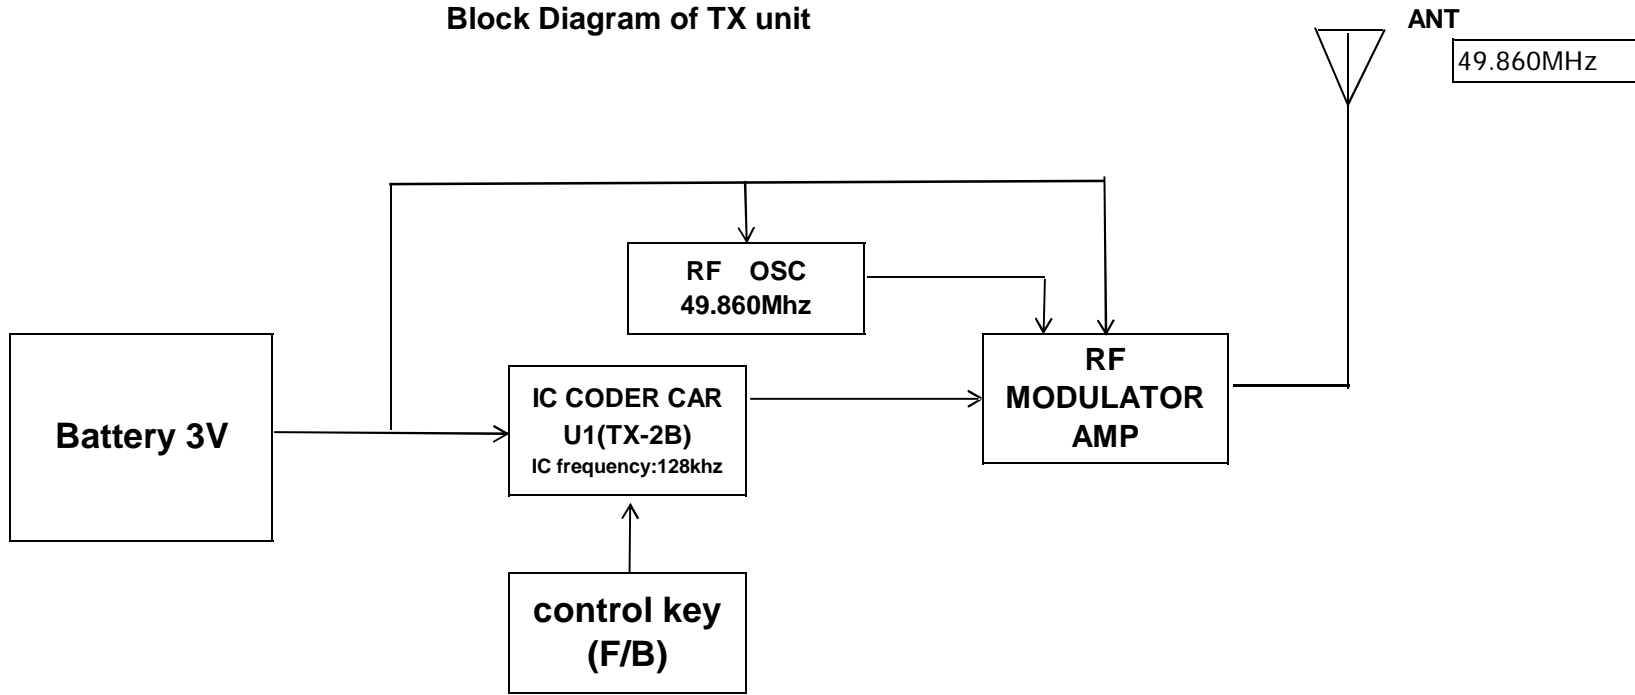 Block Diagram of TX unit
ANT
49.860MHz
RF OSC
49.860Mhz
Battery 3V
IC CODER CAR
U1(TX-2B)
IC frequency:128khz
RF
MODULATOR
AMP
control key
(F/B)